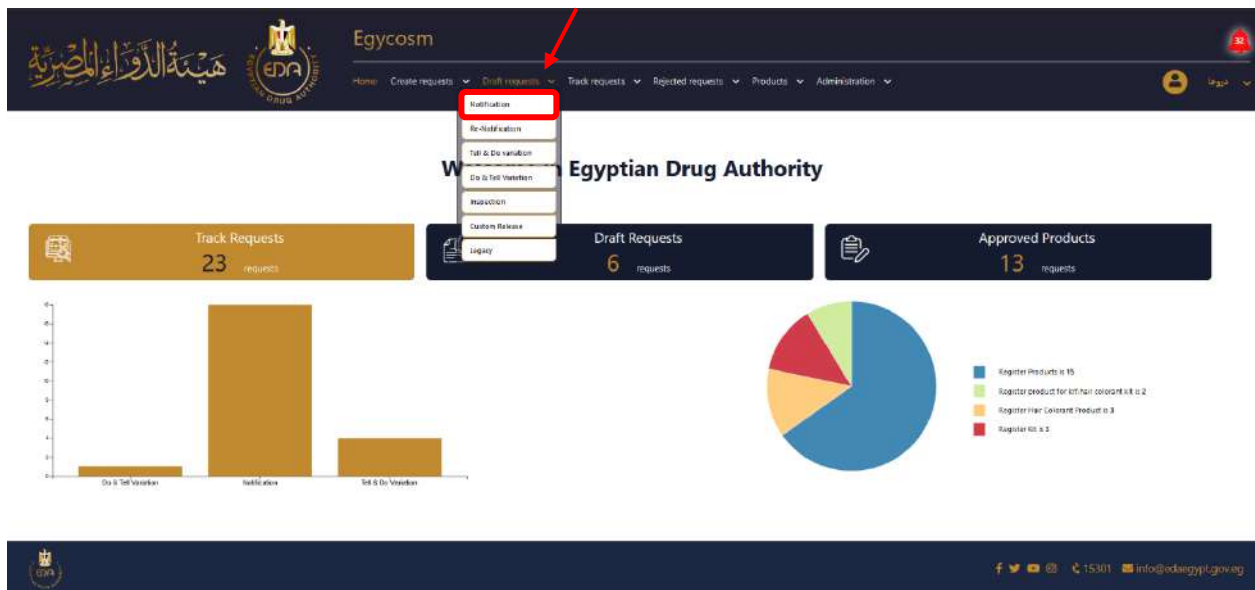 هيئة الدواء المصرية
EDA
Egycosm
32
Home Create requests Draft requests Track requests Rejected requests Products Administration
Notification
Re-Notification
Tell & Do variation
Do & Tell Variation
Inspection
Custom Release
Legacy
Egyptian Drug Authority
Track Requests
23 requests
Draft Requests
6 requests
Approved Products
13 requests
Do & Tell Variation
Notification
Tell & Do Variation
Register Products is 15
Register product for kit\hair colorant kit is 2
Register Hair Colorant Product is 3
Register Kit is 3
EDA
15301 info@edaegypt.gov.eg